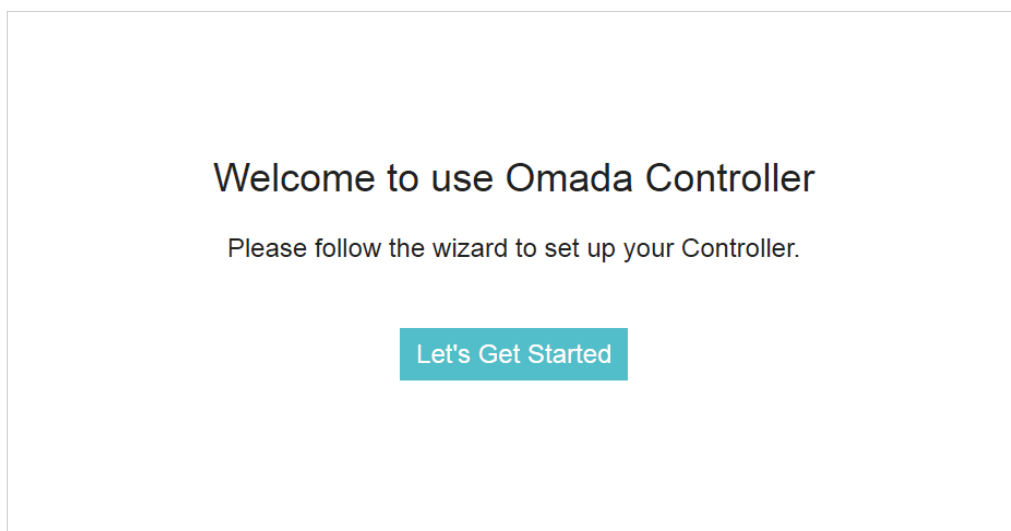 Welcome to use Omada Controller
Please follow the wizard to set up your Controller.
Let's Get Started